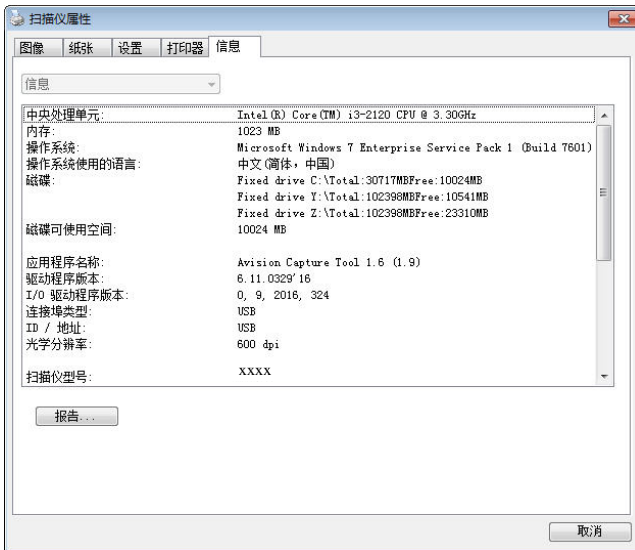 扫描仪属性
图像 纸张 设置 打印器 信息
信息
中央处理单元: Intel(R) Core(TM) i3-2120 CPU @ 3.30GHz
内存: 1023 MB
操作系统: Microsoft Windows 7 Enterprise Service Pack 1 (Build 7601)
操作系统使用的语言: 中文(简体,中国)
磁碟: Fixed drive C:\Total:30717MBFree:10024MB
Fixed drive Y:\Total:102398MBFree:10541MB
Fixed drive Z:\Total:102398MBFree:23310MB
磁碟可使用空间: 10024 MB
应用程序名称: Avision Capture Tool 1.6 (1.9)
驱动程序版本: 6.11.0329'16
I/O 驱动程序版本: 0, 9, 2016, 324
连接埠类型: USB
ID / 地址: USB
光学分辨率: 600 dpi
扫描仪型号: XXXX
报告...
取消